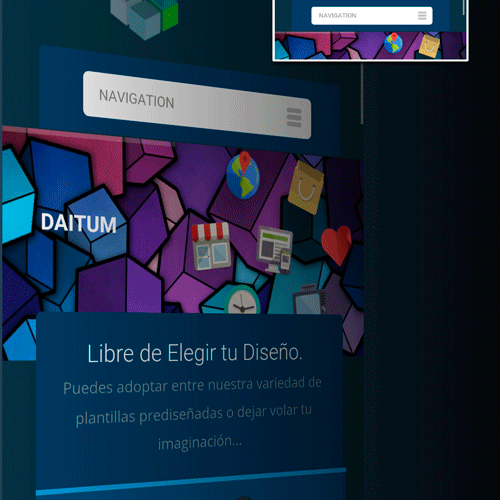 NAVIGATION
NAVIGATION
DAITUM
Libre de Elegir tu Diseño.
Puedes adoptar entre nuestra variedad de
plantillas prediseñadas o dejar volar tu
imaginación...